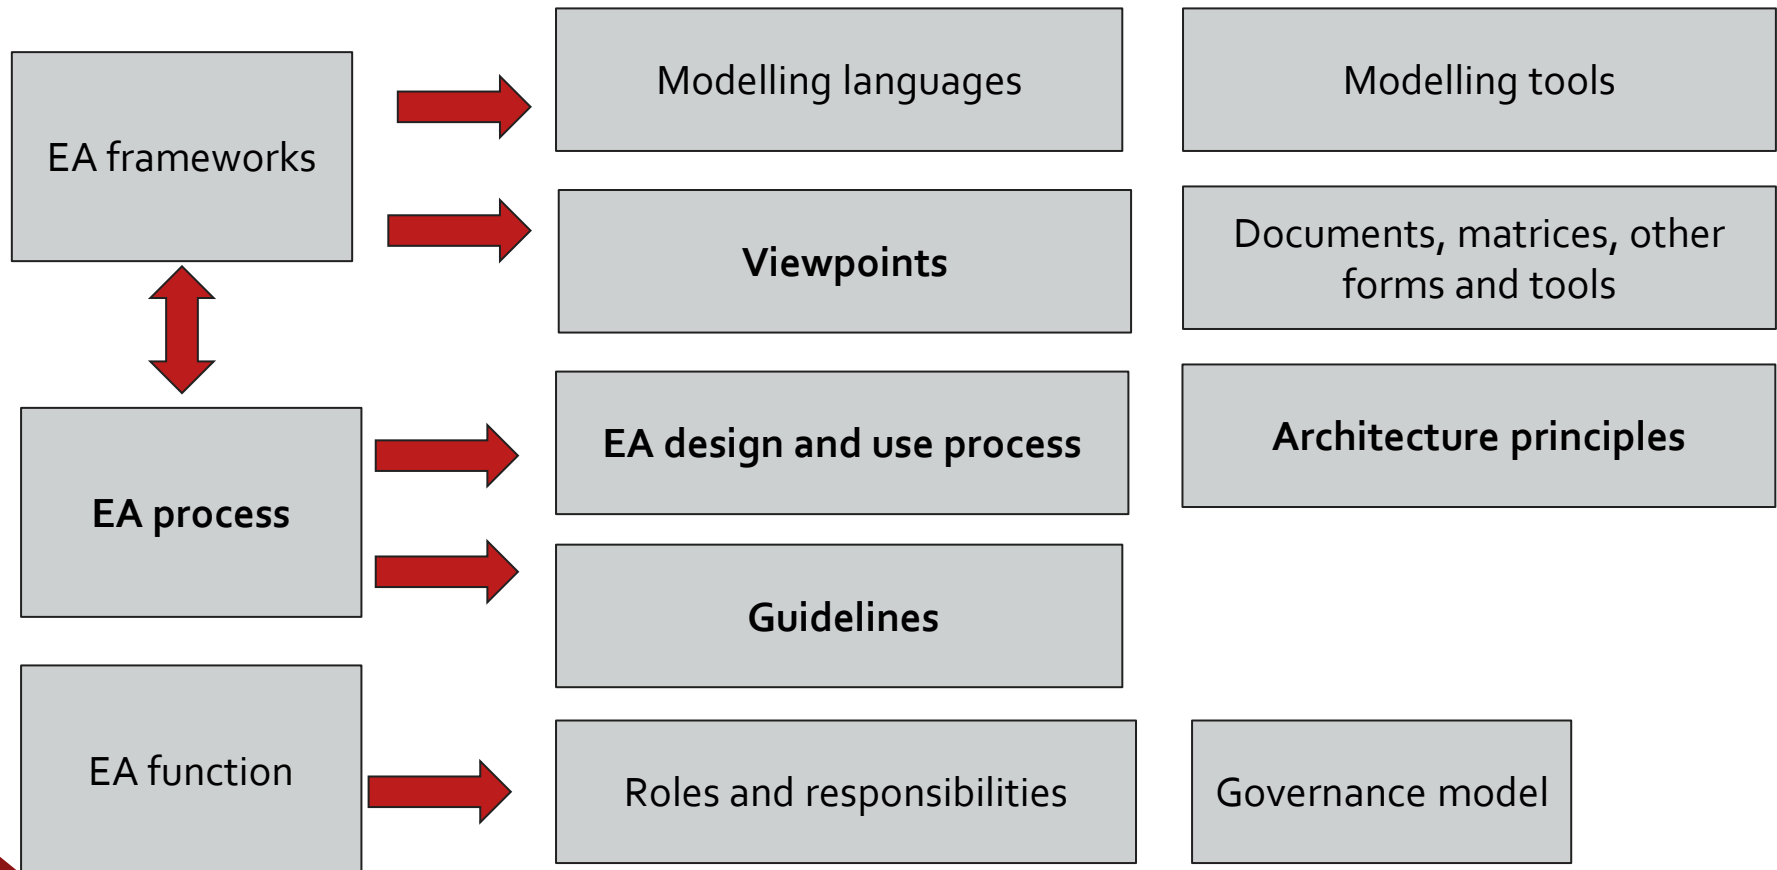 Modelling languages
Modelling tools
EA frameworks
Viewpoints
Documents, matrices, other
forms and tools
EA design and use process
Architecture principles
EA process
Guidelines
EA function
Roles and responsibilities
Governance model